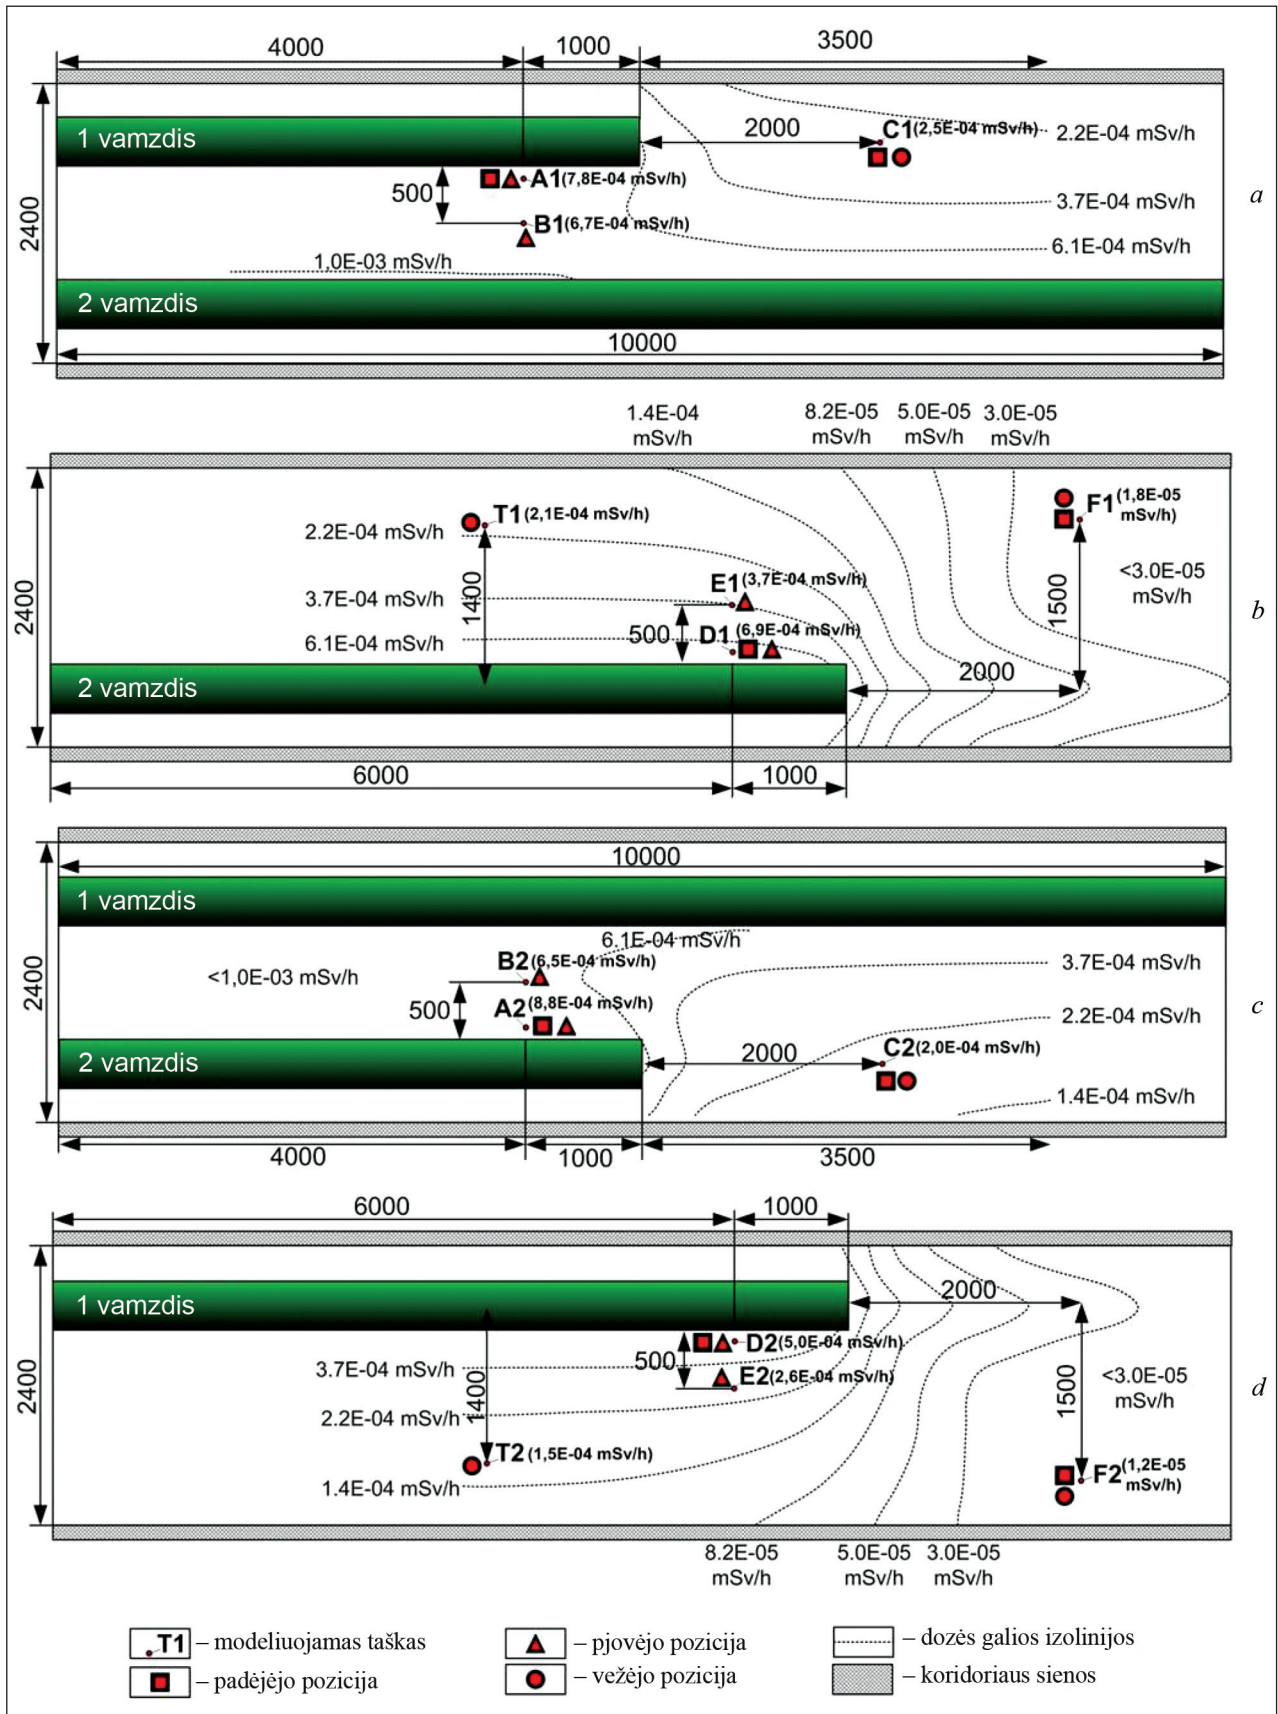 4000
1000
3500
1 vamzdis
2000
C1(2,5E-04 mSv/h)
2.2E-04 mSv/h
500
A1(7,8E-04 mSv/h)
3.7E-04 mSv/h
a
2400
B1(6,7E-04 mSv/h)
6.1E-04 mSv/h
1,0E-03 mSv/h
2 vamzdis
10000
1.4E-04 mSv/h
8.2E-05 mSv/h
5.0E-05 mSv/h
3.0E-05 mSv/h
T1(2,1E-04 mSv/h)
F1(1,8E-05 mSv/h)
2.2E-04 mSv/h
E1(3,7E-04 mSv/h)
<3.0E-05 mSv/h
2400
3.7E-04 mSv/h
1400
1500
b
6.1E-04 mSv/h
500
D1(6,9E-04 mSv/h)
2 vamzdis
2000
6000
1000
10000
1 vamzdis
6.1E-04 mSv/h
<1,0E-03 mSv/h
B2(6,5E-04 mSv/h)
3.7E-04 mSv/h
2400
500
A2(8,8E-04 mSv/h)
2.2E-04 mSv/h
c
2 vamzdis
2000
C2(2,0E-04 mSv/h)
1.4E-04 mSv/h
4000
1000
3500
6000
1000
1 vamzdis
2000
D2(5,0E-04 mSv/h)
3.7E-04 mSv/h
500
E2(2,6E-04 mSv/h)
<3.0E-05 mSv/h
2400
1400
1500
d
2.2E-04 mSv/h
T2(1,5E-04 mSv/h)
F2(1,2E-05 mSv/h)
1.4E-04 mSv/h
8.2E-05 mSv/h
5.0E-05 mSv/h
3.0E-05 mSv/h
T1 – modeliuojamas taškas
– pjovėjo pozicija
– dozės galios izolinijos
– padėjėjo pozicija
– vežėjo pozicija
– koridoriaus sienos